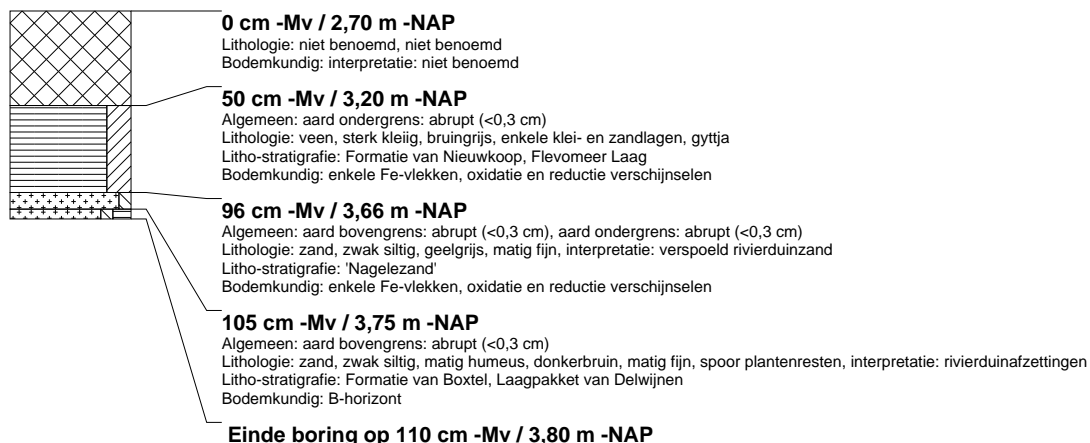 0 cm -Mv / 2,70 m -NAP
Lithologie: niet benoemd, niet benoemd
Bodemkundig: interpretatie: niet benoemd
50 cm -Mv / 3,20 m -NAP
Algemeen: aard ondergrens: abrupt (<0,3 cm)
Lithologie: veen, sterk kleiig, bruingrijs, enkele klei- en zandlagen, gyttja
Litho-stratigrafie: Formatie van Nieuwkoop, Flevomeer Laag
Bodemkundig: enkele Fe-vlekken, oxidatie en reductie verschijnselen
96 cm -Mv / 3,66 m -NAP
Algemeen: aard bovengrens: abrupt (<0,3 cm), aard ondergrens: abrupt (<0,3 cm)
Lithologie: zand, zwak siltig, geelgrijs, matig fijn, interpretatie: verspoeld rivierduinzand
Litho-stratigrafie: 'Nagelezand'
Bodemkundig: enkele Fe-vlekken, oxidatie en reductie verschijnselen
105 cm -Mv / 3,75 m -NAP
Algemeen: aard bovengrens: abrupt (<0,3 cm)
Lithologie: zand, zwak siltig, matig humeus, donkerbruin, matig fijn, spoor plantenresten, interpretatie: rivierduinafzettingen
Litho-stratigrafie: Formatie van Boxtel, Laagpakket van Delwijnen
Bodemkundig: B-horizont
Einde boring op 110 cm -Mv / 3,80 m -NAP